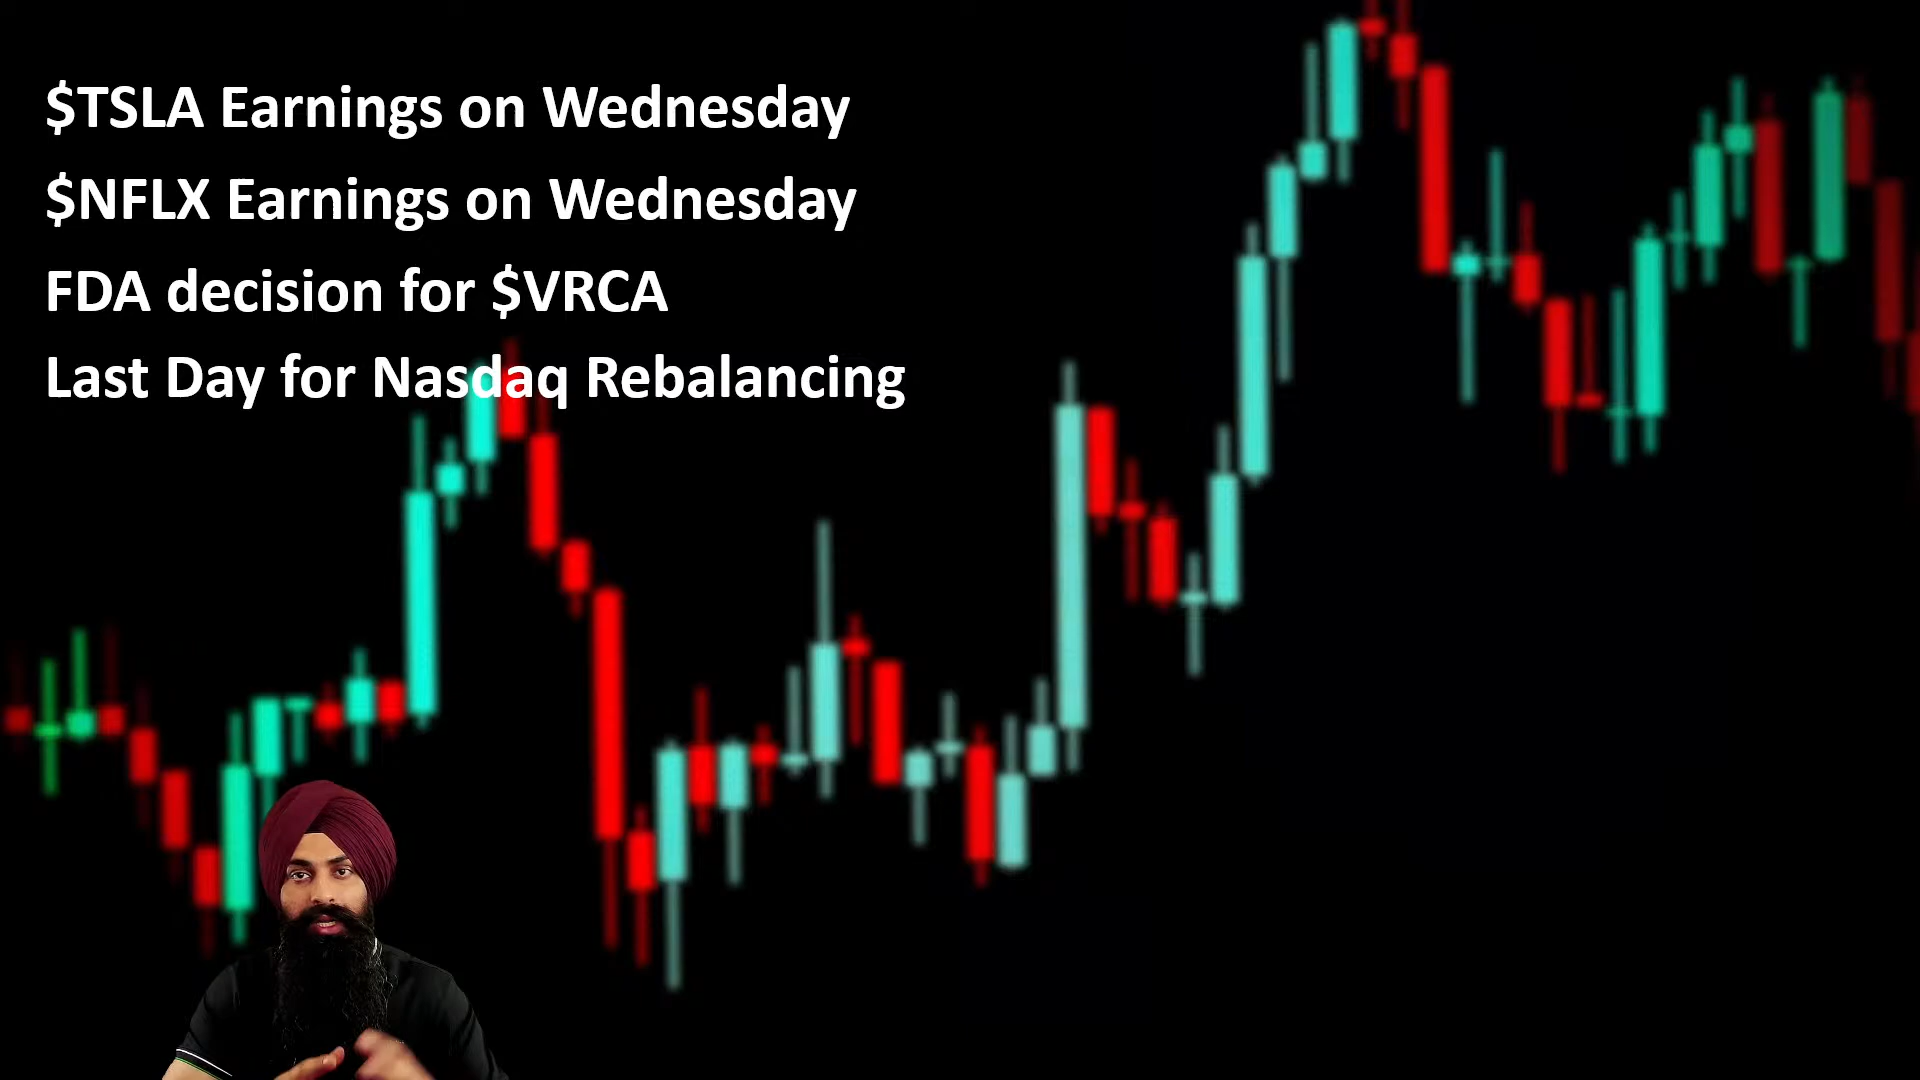 $TSLA Earnings on Wednesday
$NFLX Earnings on Wednesday
FDA decision for $VRCA
Last Day for Nasdaq Rebalancing